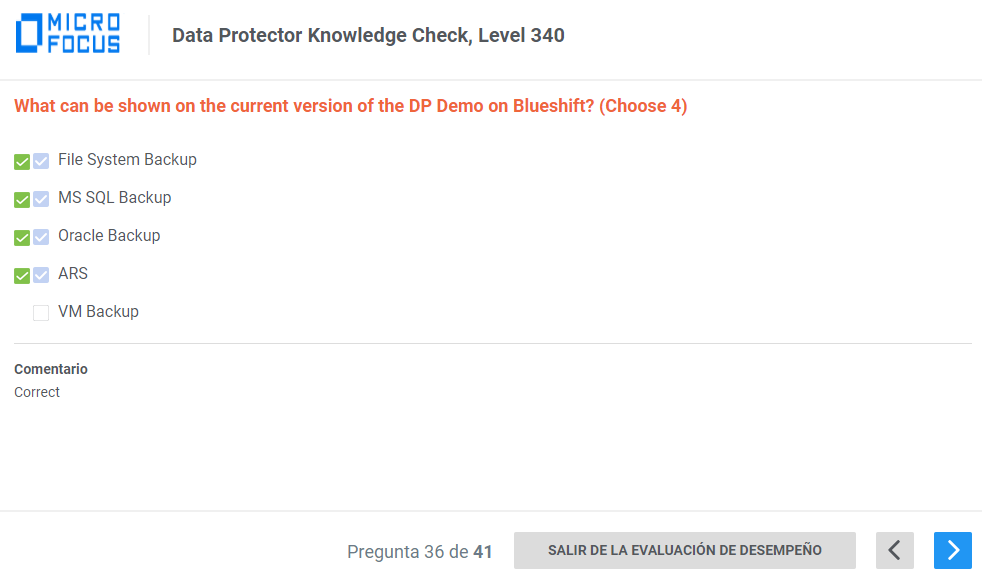 MICRO
FOCUS
Data Protector Knowledge Check, Level 340
What can be shown on the current version of the DP Demo on Blueshift? (Choose 4)
File System Backup
MS SQL Backup
Oracle Backup
ARS
VM Backup
Comentario
Correct
Pregunta 36 de 41
SALIR DE LA EVALUACIÓN DE DESEMPEÑO